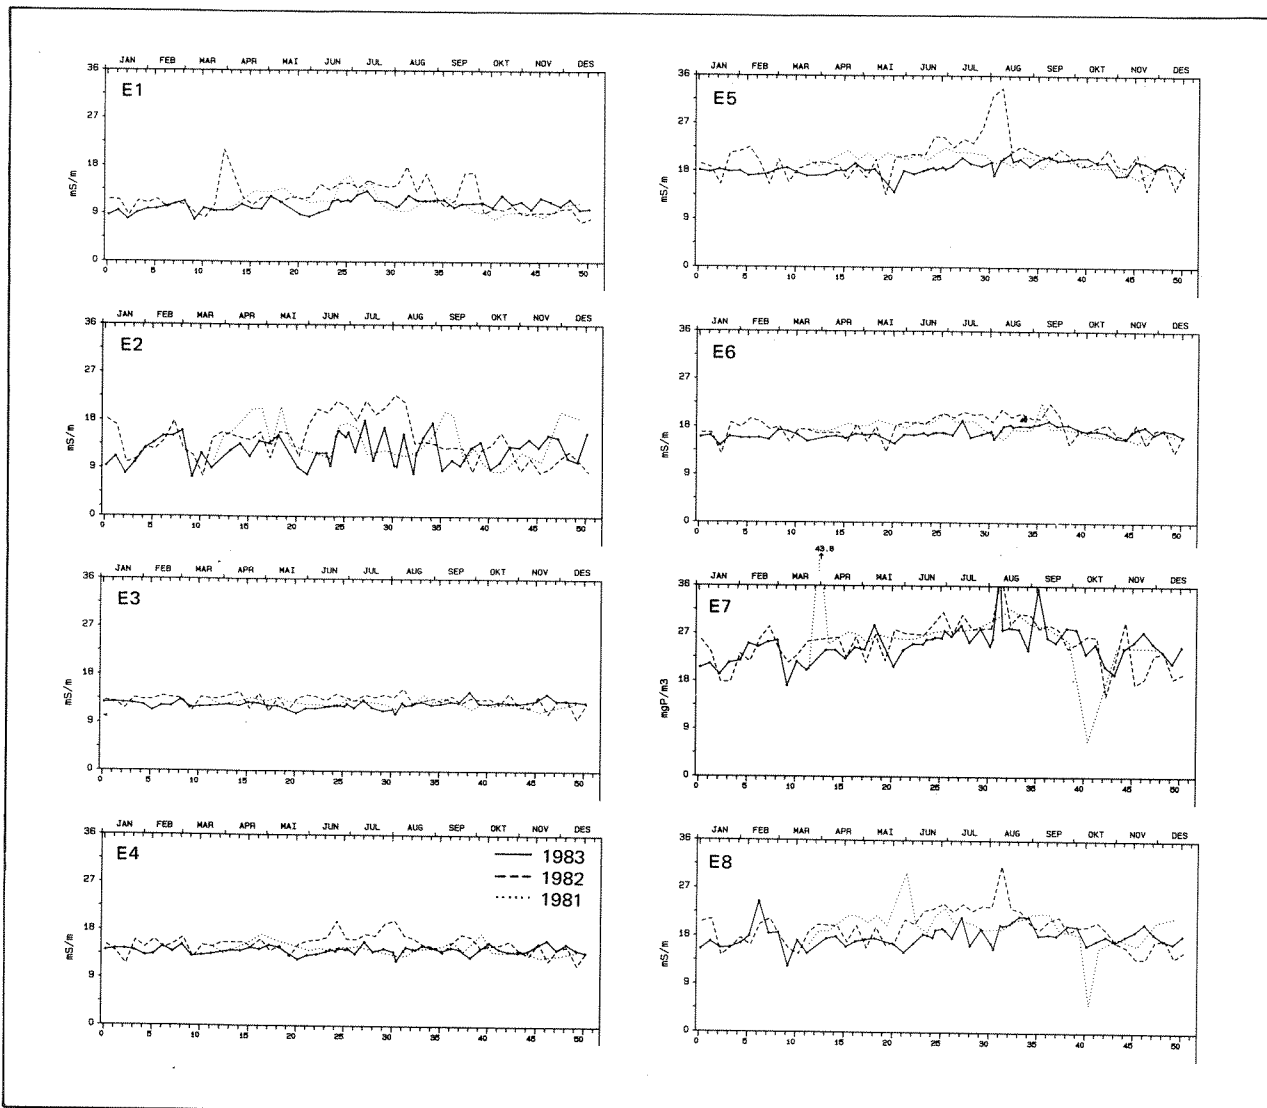 JAN FEB MAR APR MAI JUN JUL AUG SEP OKT NOV DES
36
27
18
9
0
mS/m
E1
0 5 10 15 20 25 30 35 40 45 50
JAN FEB MAR APR MAI JUN JUL AUG SEP OKT NOV DES
36
27
18
9
0
mS/m
E2
0 5 10 15 20 25 30 35 40 45 50
JAN FEB MAR APR MAI JUN JUL AUG SEP OKT NOV DES
36
27
18
9
0
mS/m
E3
0 5 10 15 20 25 30 35 40 45 50
JAN FEB MAR APR MAI JUN JUL AUG SEP OKT NOV DES
36
27
18
9
0
mS/m
E4
1983
1982
1981
0 5 10 15 20 25 30 35 40 45 50
JAN FEB MAR APR MAI JUN JUL AUG SEP OKT NOV DES
36
27
18
9
0
mS/m
E5
0 5 10 15 20 25 30 35 40 45 50
JAN FEB MAR APR MAI JUN JUL AUG SEP OKT NOV DES
36
27
18
9
0
mS/m
E6
0 5 10 15 20 25 30 35 40 45 50
43.8
JAN FEB MAR APR MAI JUN JUL AUG SEP OKT NOV DES
36
27
18
9
0
mgP/m3
E7
0 5 10 15 20 25 30 35 40 45 50
JAN FEB MAR APR MAI JUN JUL AUG SEP OKT NOV DES
36
27
18
9
0
mS/m
E8
0 5 10 15 20 25 30 35 40 45 50